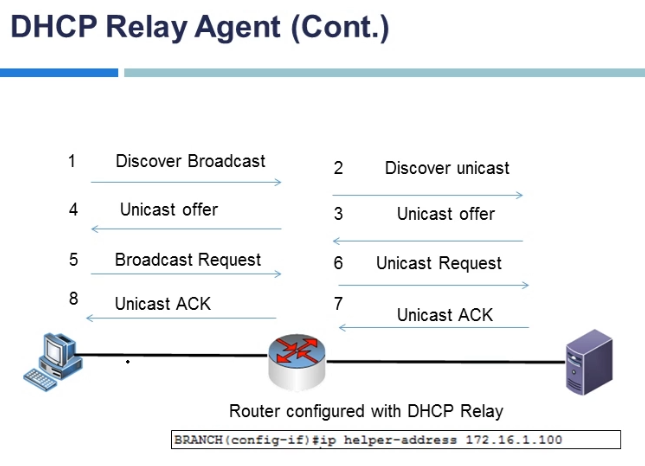 DHCP Relay Agent (Cont.)
1 Discover Broadcast
2 Discover unicast
4 Unicast offer
3 Unicast offer
5 Broadcast Request
6 Unicast Request
8 Unicast ACK
7 Unicast ACK
Router configured with DHCP Relay
BRANCH(config-if)#ip helper-address 172.16.1.100